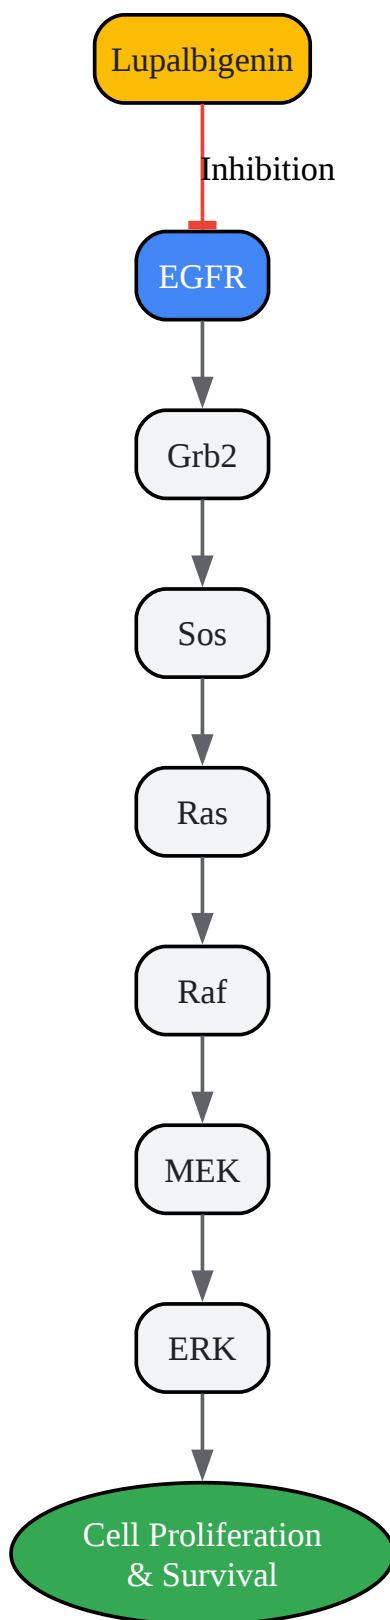 Lupalbigenin
Inhibition
EGFR
Grb2
Sos
Ras
Raf
MEK
ERK
Cell Proliferation
& Survival